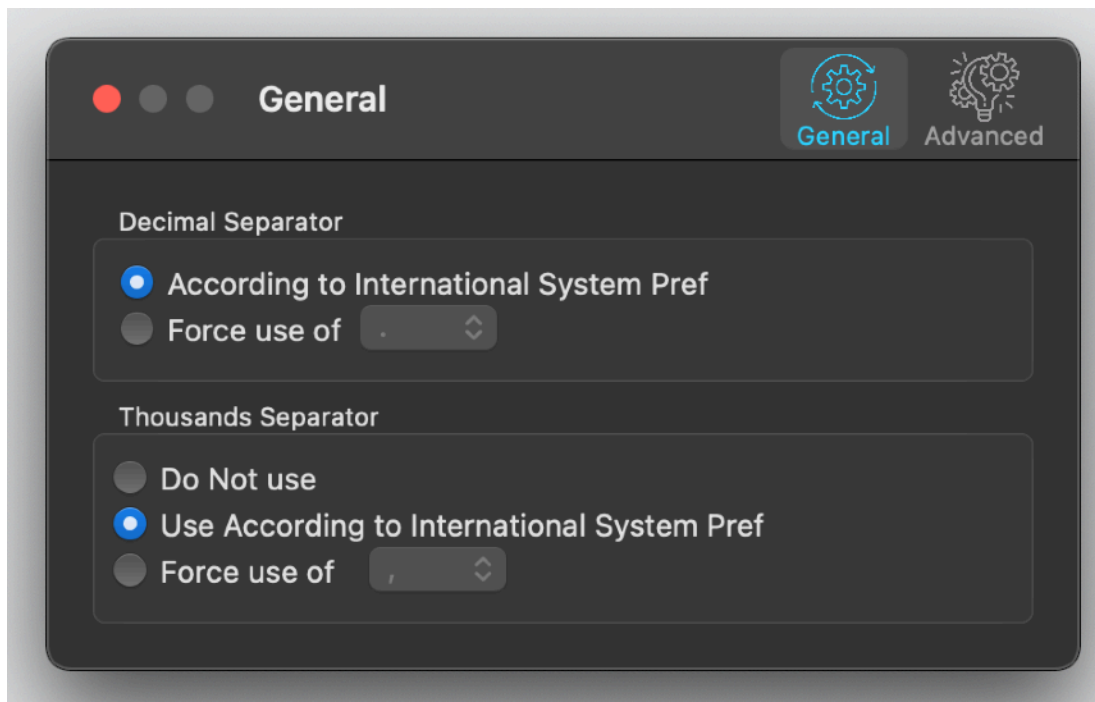 General
General
Advanced
Decimal Separator
According to International System Pref
Force use of .
Thousands Separator
Do Not use
Use According to International System Pref
Force use of ,